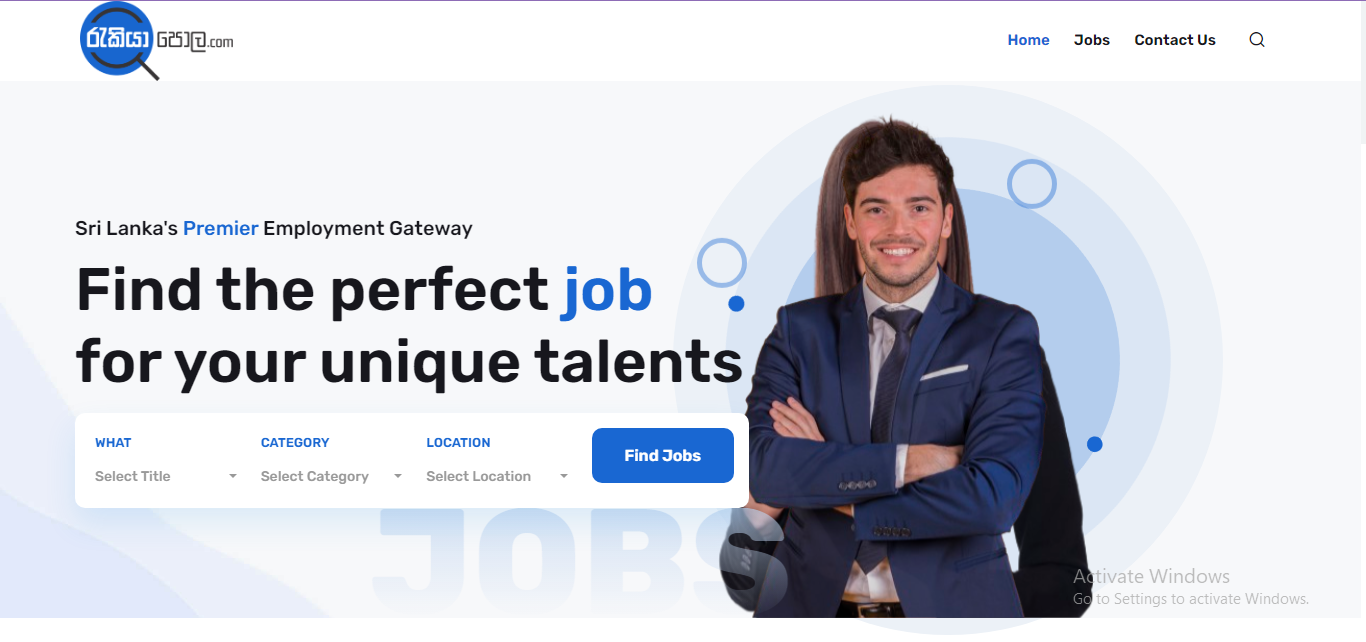 රැකියා පොල.com
Home Jobs Contact Us
Sri Lanka's Premier Employment Gateway
Find the perfect job
for your unique talents
WHAT CATEGORY LOCATION
Select Title Select Category Select Location
Find Jobs
JOBS
Activate Windows
Go to Settings to activate Windows.